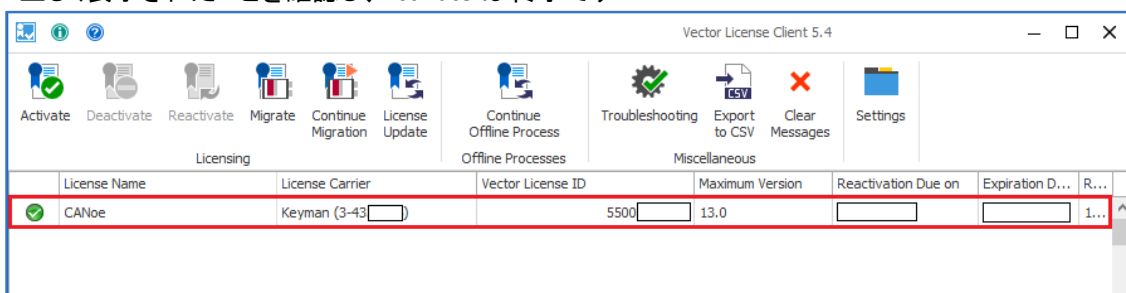 Vector License Client 5.4
Activate Deactivate Reactivate Migrate Continue Migration License Update Continue Offline Process Troubleshooting Export to CSV Clear Messages Settings
Licensing Offline Processes Miscellaneous
License Name License Carrier Vector License ID Maximum Version Reactivation Due on Expiration D... R...
CANoe Keyman (3-43 ) 5500 13.0 1...